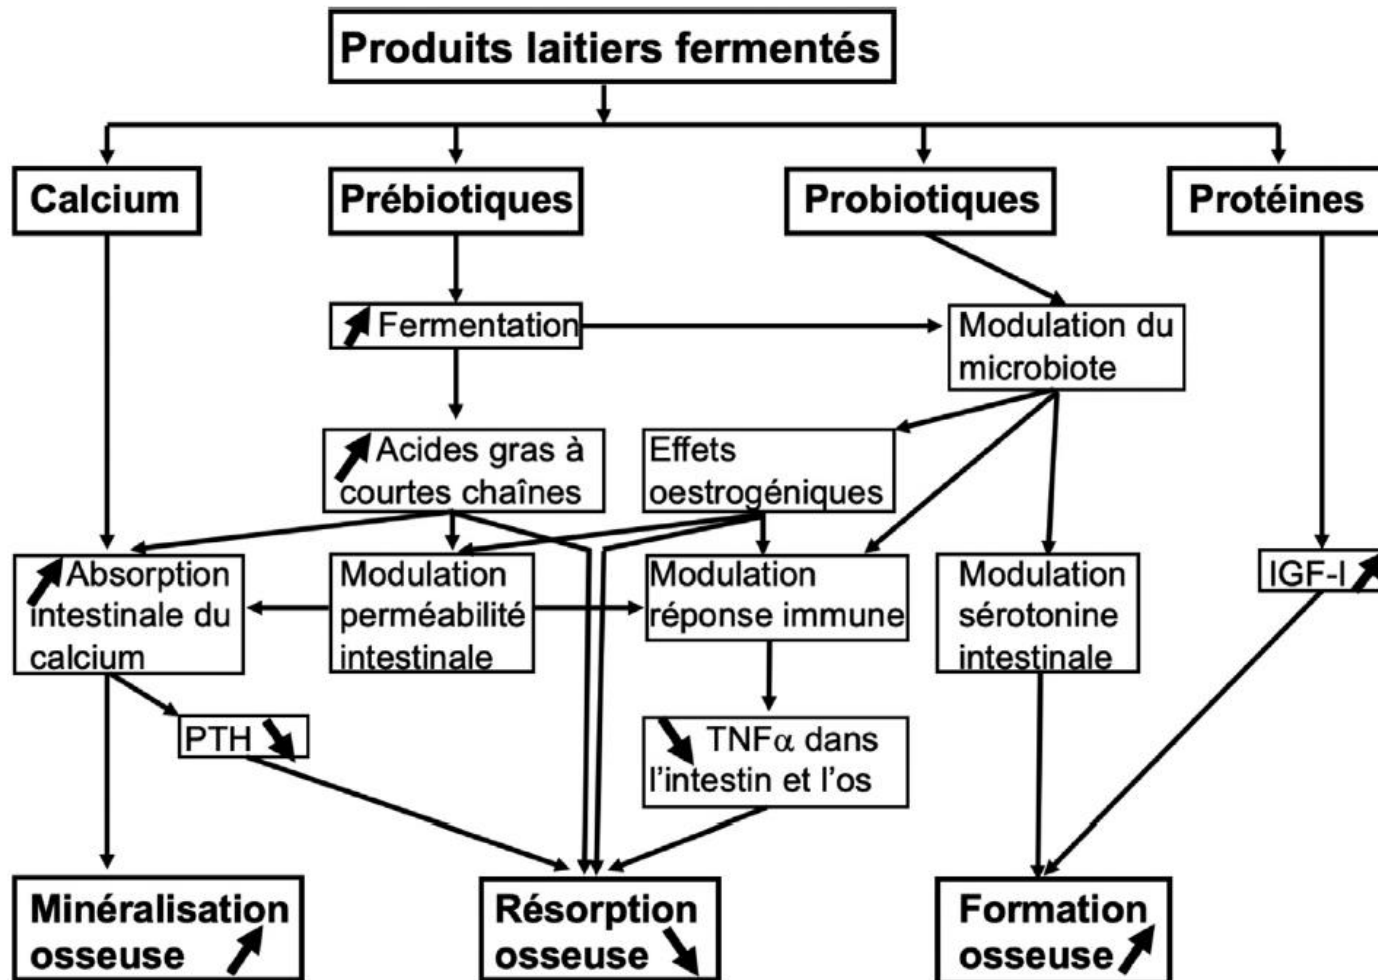 Produits laitiers fermentés
Calcium
Prébiotiques
Probiotiques
Protéines
Fermentation
Modulation du
microbiote
Acides gras à
courtes chaînes
Effets
oestrogéniques
Absorption
intestinale du
calcium
Modulation
perméabilité
intestinale
Modulation
réponse immune
Modulation
sérotonine
intestinale
IGF-I
PTH
TNFα dans
l'intestin et l'os
Minéralisation
osseuse
Résorption
osseuse
Formation
osseuse